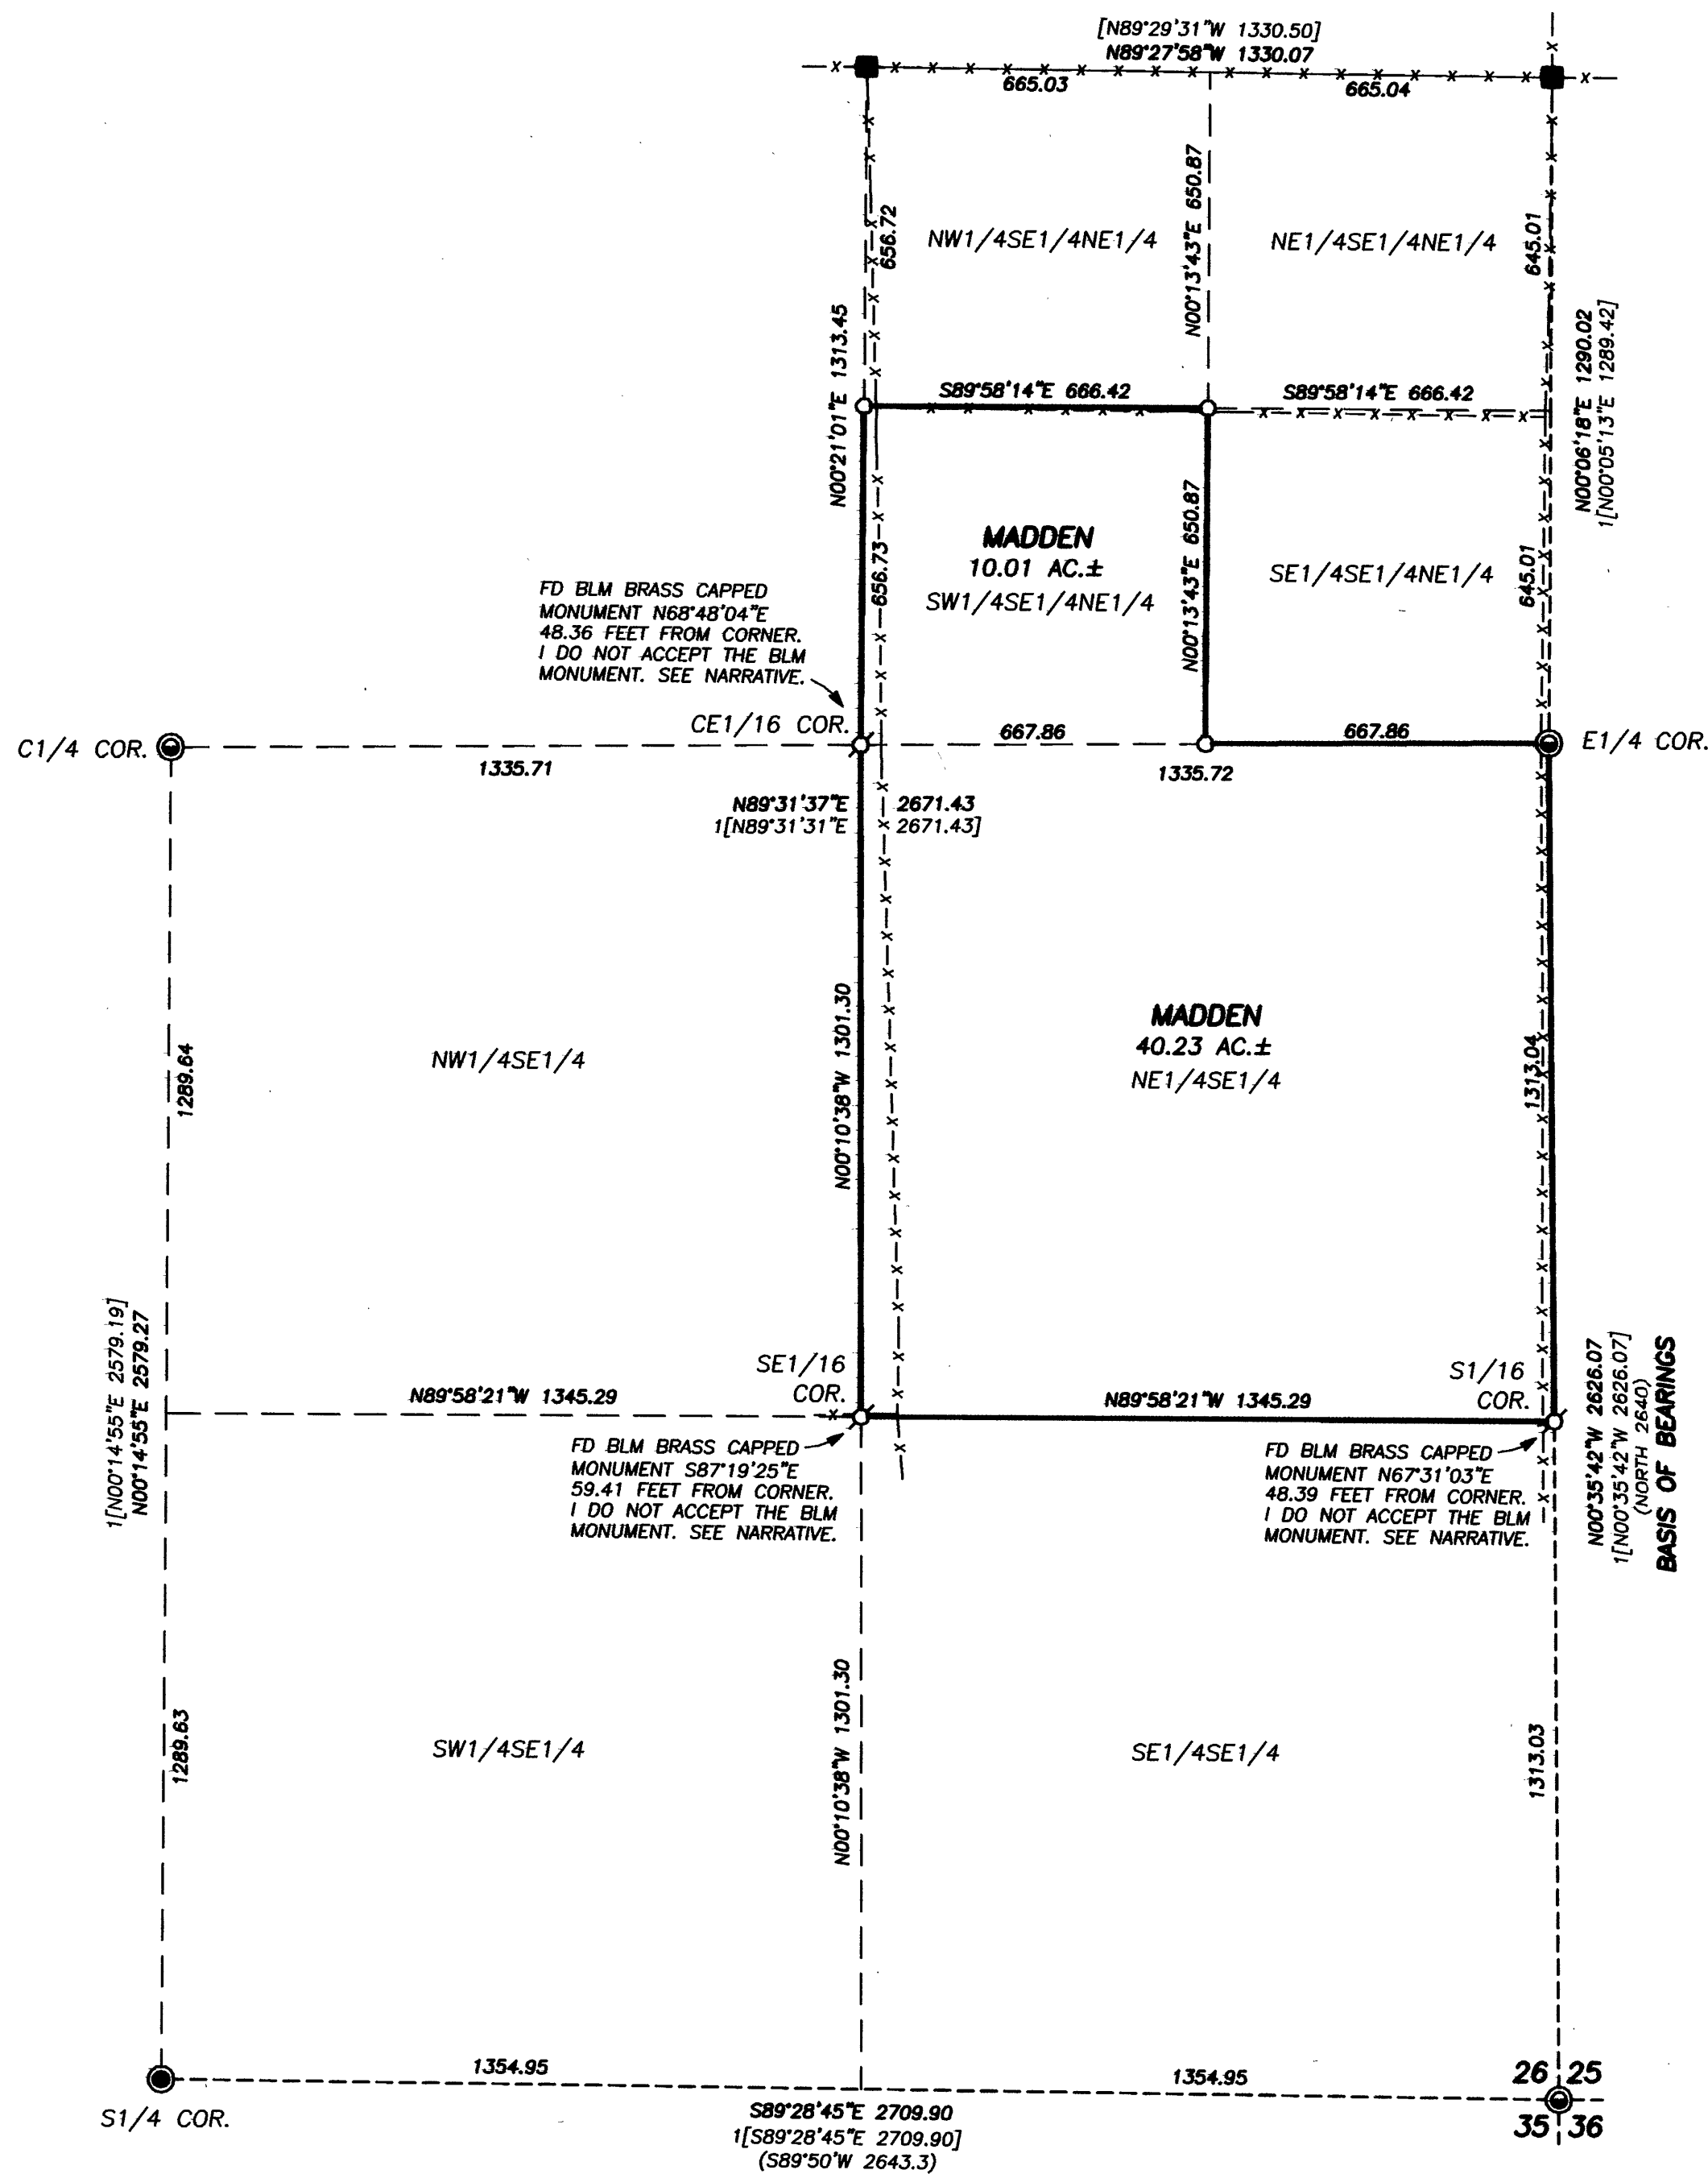 [N89°29'31"W 1330.50]
N89°27'58"W 1330.07
665.03
665.04
656.72
NW1/4SE1/4NE1/4
N00°13'43"E 650.87
NE1/4SE1/4NE1/4
645.01
N00°21'01"E 1313.45
N00°06'18"E 1290.02
1[N00°05'13"E 1289.42]
S89°58'14"E 666.42
S89°58'14"E 666.42
656.73
MADDEN
10.01 AC.±
SW1/4SE1/4NE1/4
N00°13'43"E 650.87
SE1/4SE1/4NE1/4
645.01
FD BLM BRASS CAPPED
MONUMENT N68°48'04"E
48.36 FEET FROM CORNER.
I DO NOT ACCEPT THE BLM
MONUMENT. SEE NARRATIVE.
C1/4 COR.
CE1/16 COR.
667.86
667.86
E1/4 COR.
1335.71
1335.72
N89°31'37"E 2671.43
1[N89°31'31"E 2671.43]
1289.64
NW1/4SE1/4
N00°10'38"W 1301.30
MADDEN
40.23 AC.±
NE1/4SE1/4
1313.04
1[N00°14'55"E 2579.19]
N00°14'55"E 2579.27
SE1/16
COR.
S1/16
COR.
N89°58'21"W 1345.29
N89°58'21"W 1345.29
N00°35'42"W 2626.07
1[N00°35'42"W 2626.07]
(NORTH 2640)
BASIS OF BEARINGS
FD BLM BRASS CAPPED
MONUMENT S87°19'25"E
59.41 FEET FROM CORNER.
I DO NOT ACCEPT THE BLM
MONUMENT. SEE NARRATIVE.
FD BLM BRASS CAPPED
MONUMENT N67°31'03"E
48.39 FEET FROM CORNER.
I DO NOT ACCEPT THE BLM
MONUMENT. SEE NARRATIVE.
1289.63
SW1/4SE1/4
N00°10'38"W 1301.30
SE1/4SE1/4
1313.03
1354.95
1354.95
26 25
35 36
S1/4 COR.
S89°28'45"E 2709.90
1[S89°28'45"E 2709.90]
(S89°50'W 2643.3)